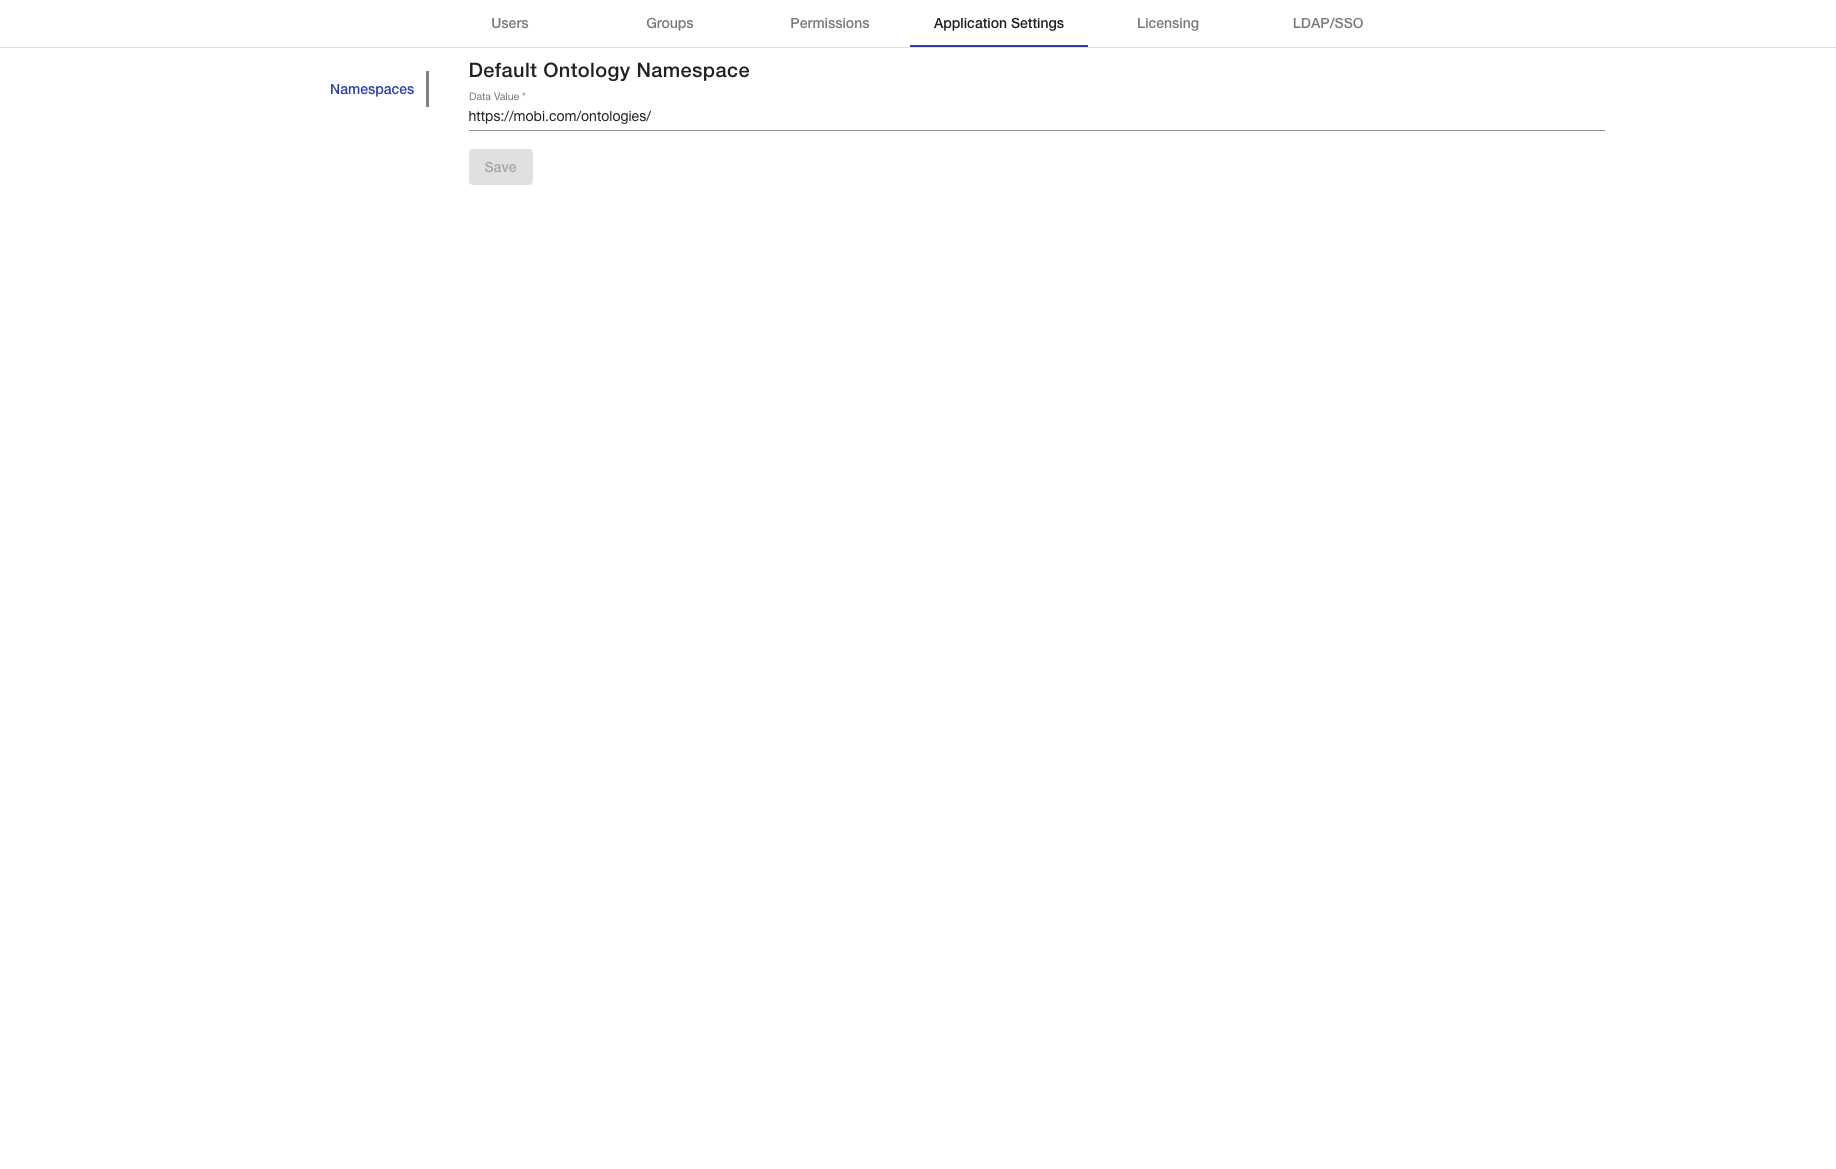 Users Groups Permissions Application Settings Licensing LDAP/SSO
Namespaces
Default Ontology Namespace
Data Value *
https://mobi.com/ontologies/
Save